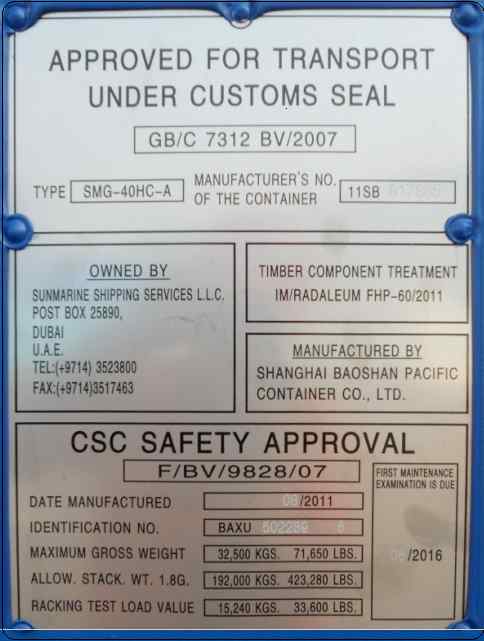 APPROVED FOR TRANSPORT
UNDER CUSTOMS SEAL
GB/C 7312 BV/2007
TYPE SMG-40HC-A
MANUFACTURER'S NO.
OF THE CONTAINER
11SB
OWNED BY
SUNMARINE SHIPPING SERVICES L.L.C.
POST BOX 25890,
DUBAI
U.A.E.
TEL:(+9714) 3523800
FAX:(+9714)3517463
TIMBER COMPONENT TREATMENT
IM/RADALEUM FHP-60/2011
MANUFACTURED BY
SHANGHAI BAOSHAN PACIFIC
CONTAINER CO., LTD.
CSC SAFETY APPROVAL
F/BV/9828/07
DATE MANUFACTURED 08/2011
IDENTIFICATION NO. BAXU 502289 6
MAXIMUM GROSS WEIGHT 32,500 KGS. 71,650 LBS.
ALLOW. STACK. WT. 1.8G. 192,000 KGS. 423,280 LBS.
RACKING TEST LOAD VALUE 15,240 KGS. 33,600 LBS.
FIRST MAINTENANCE
EXAMINATION IS DUE
08/2016